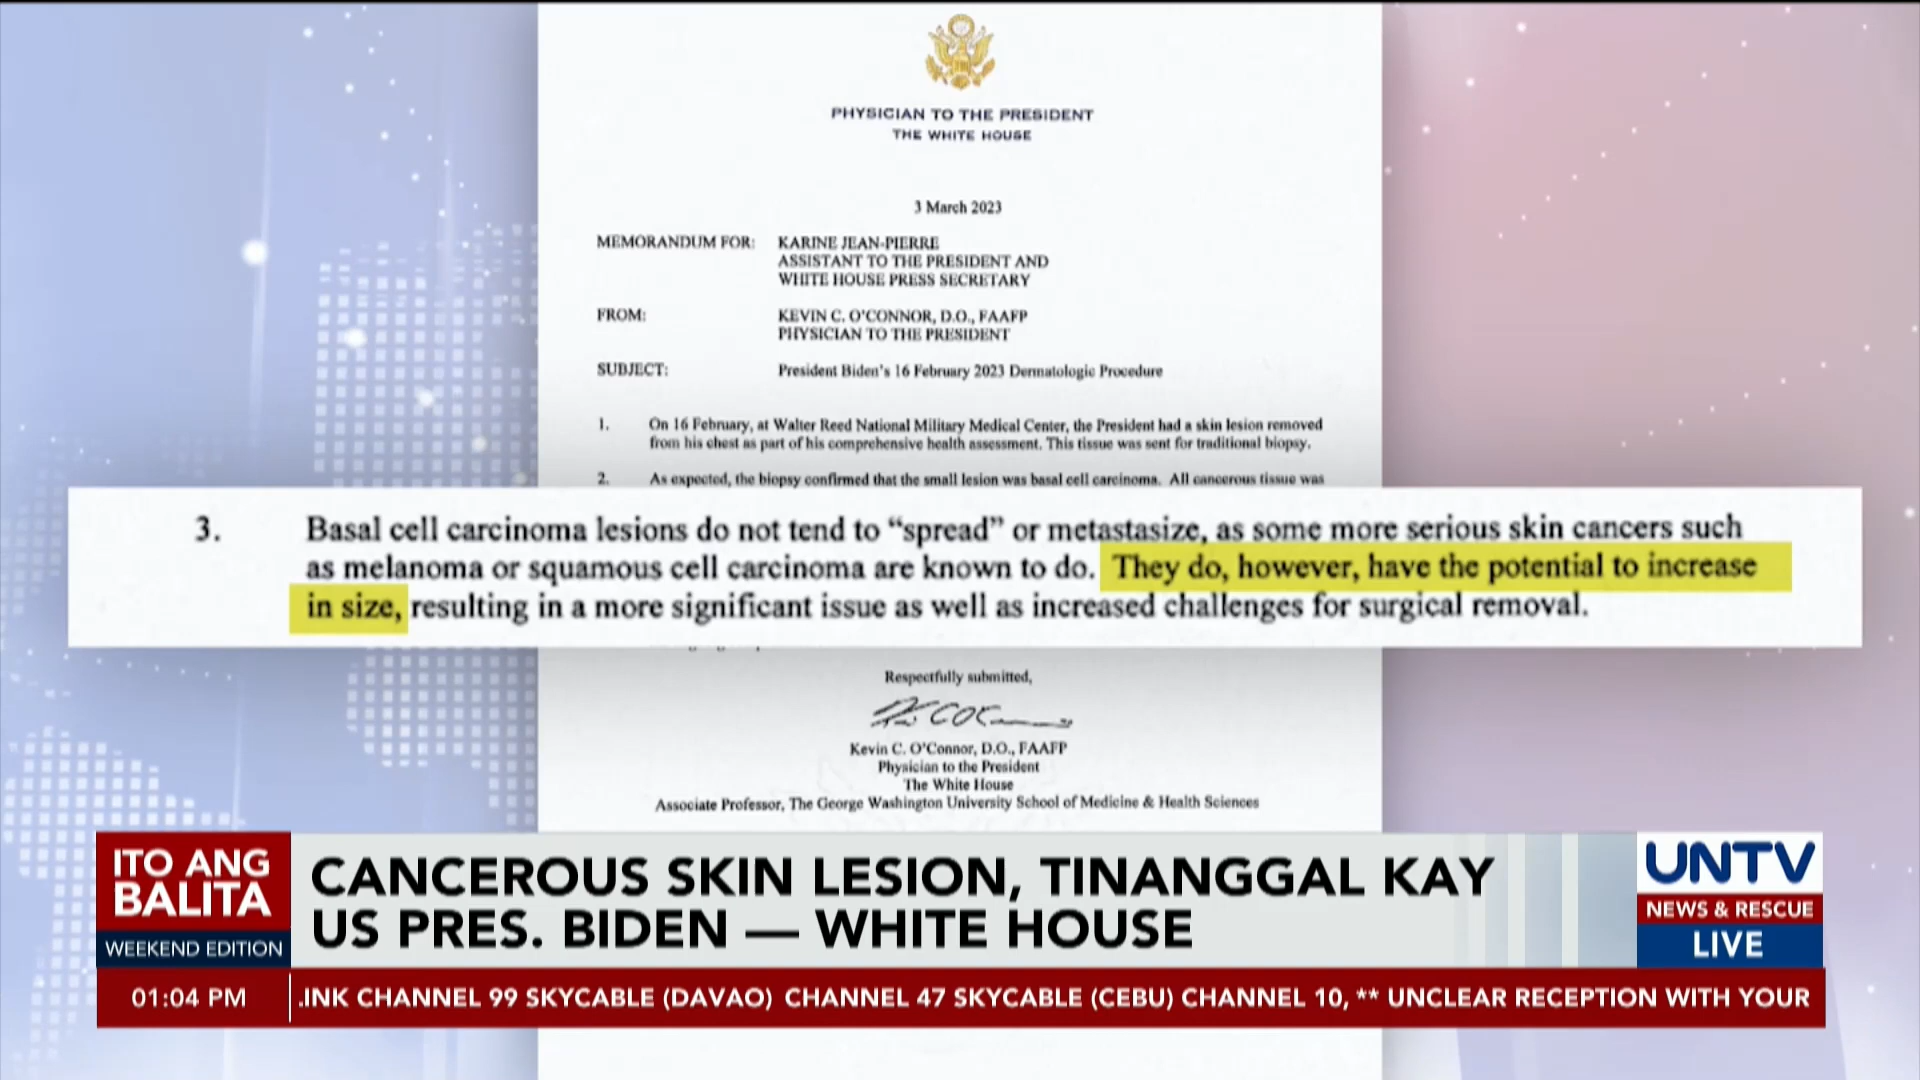 PHYSICIAN TO THE PRESIDENT
THE WHITE HOUSE
3 March 2023
MEMORANDUM FOR: KARINE JEAN-PIERRE
ASSISTANT TO THE PRESIDENT AND
WHITE HOUSE PRESS SECRETARY
FROM: KEVIN C. O'CONNOR, D.O., FAAFP
PHYSICIAN TO THE PRESIDENT
SUBJECT: President Biden's 16 February 2023 Dermatologic Procedure
1. On 16 February, at Walter Reed National Military Medical Center, the President had a skin lesion removed
from his chest as part of his comprehensive health assessment. This tissue was sent for traditional biopsy.
2. As expected, the biopsy confirmed that the small lesion was basal cell carcinoma. All cancerous tissue was
3. Basal cell carcinoma lesions do not tend to “spread” or metastasize, as some more serious skin cancers such
as melanoma or squamous cell carcinoma are known to do. They do, however, have the potential to increase
in size, resulting in a more significant issue as well as increased challenges for surgical removal.
Respectfully submitted,
Kevin C. O'Connor, D.O., FAAFP
Physician to the President
The White House
Associate Professor, The George Washington University School of Medicine & Health Sciences
ITO ANG
BALITA
WEEKEND EDITION
CANCEROUS SKIN LESION, TINANGGAL KAY
US PRES. BIDEN — WHITE HOUSE
UNTV
NEWS & RESCUE
LIVE
01:04 PM
.INK CHANNEL 99 SKYCABLE (DAVAO) CHANNEL 47 SKYCABLE (CEBU) CHANNEL 10, ** UNCLEAR RECEPTION WITH YOUR